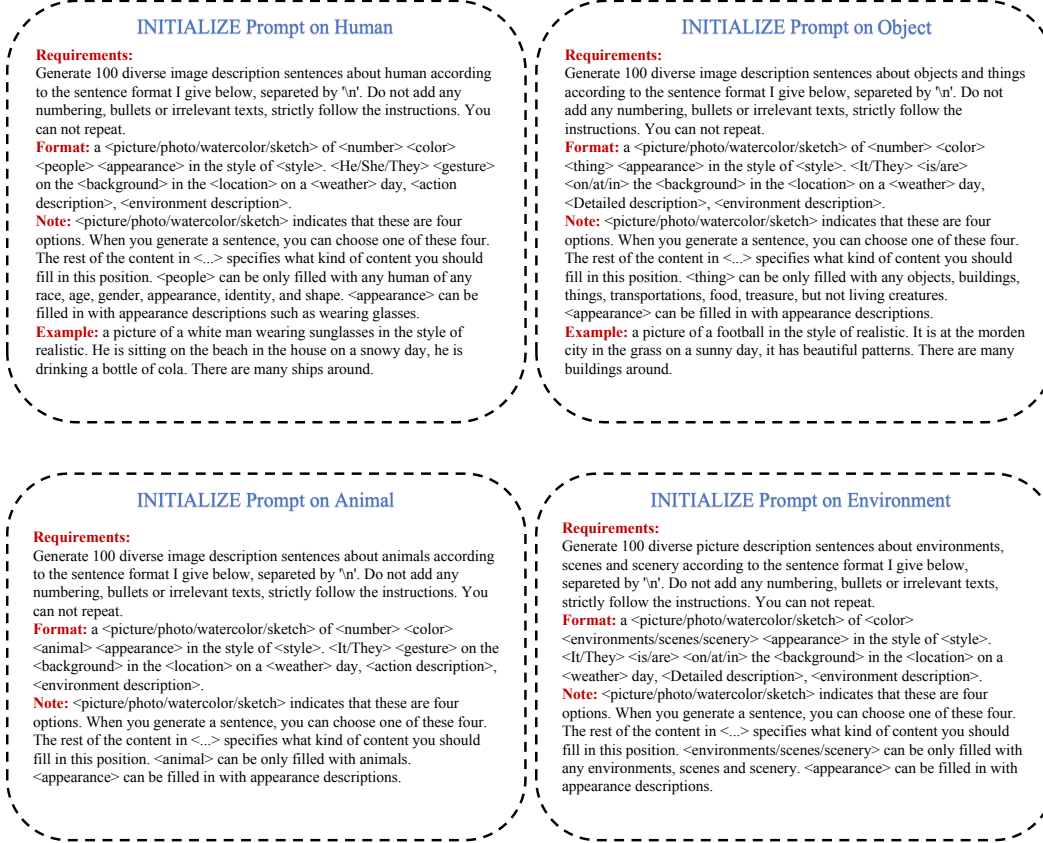 INITIALIZE Prompt on Human
Requirements:
Generate 100 diverse image description sentences about human according
to the sentence format I give below, separeted by '\n'. Do not add any
numbering, bullets or irrelevant texts, strictly follow the instructions. You
can not repeat.
Format: a <picture/photo/watercolor/sketch> of <number> <color>
<people> <appearance> in the style of <style>. <He/She/They> <gesture>
on the <background> in the <location> on a <weather> day, <action
description>, <environment description>.
Note: <picture/photo/watercolor/sketch> indicates that these are four
options. When you generate a sentence, you can choose one of these four.
The rest of the content in <...> specifies what kind of content you should
fill in this position. <people> can be only filled with any human of any
race, age, gender, appearance, identity, and shape. <appearance> can be
filled in with appearance descriptions such as wearing glasses.
Example: a picture of a white man wearing sunglasses in the style of
realistic. He is sitting on the beach in the house on a snowy day, he is
drinking a bottle of cola. There are many ships around.
INITIALIZE Prompt on Object
Requirements:
Generate 100 diverse image description sentences about objects and things
according to the sentence format I give below, separeted by '\n'. Do not
add any numbering, bullets or irrelevant texts, strictly follow the
instructions. You can not repeat.
Format: a <picture/photo/watercolor/sketch> of <number> <color>
<thing> <appearance> in the style of <style>. <It/They> <is/are>
<on/at/in> the <background> in the <location> on a <weather> day,
<Detailed description>, <environment description>.
Note: <picture/photo/watercolor/sketch> indicates that these are four
options. When you generate a sentence, you can choose one of these four.
The rest of the content in <...> specifies what kind of content you should
fill in this position. <thing> can be only filled with any objects, buildings,
things, transportations, food, treasure, but not living creatures.
<appearance> can be filled in with appearance descriptions.
Example: a picture of a football in the style of realistic. It is at the morden
city in the grass on a sunny day, it has beautiful patterns. There are many
buildings around.
INITIALIZE Prompt on Animal
Requirements:
Generate 100 diverse image description sentences about animals according
to the sentence format I give below, separeted by '\n'. Do not add any
numbering, bullets or irrelevant texts, strictly follow the instructions. You
can not repeat.
Format: a <picture/photo/watercolor/sketch> of <number> <color>
<animal> <appearance> in the style of <style>. <It/They> <gesture> on the
<background> in the <location> on a <weather> day, <action description>,
<environment description>.
Note: <picture/photo/watercolor/sketch> indicates that these are four
options. When you generate a sentence, you can choose one of these four.
The rest of the content in <...> specifies what kind of content you should
fill in this position. <animal> can be only filled with animals.
<appearance> can be filled in with appearance descriptions.
INITIALIZE Prompt on Environment
Requirements:
Generate 100 diverse picture description sentences about environments,
scenes and scenery according to the sentence format I give below,
separeted by '\n'. Do not add any numbering, bullets or irrelevant texts,
strictly follow the instructions. You can not repeat.
Format: a <picture/photo/watercolor/sketch> of <color>
<environments/scenes/scenery> <appearance> in the style of <style>.
<It/They> <is/are> <on/at/in> the <background> in the <location> on a
<weather> day, <Detailed description>, <environment description>.
Note: <picture/photo/watercolor/sketch> indicates that these are four
options. When you generate a sentence, you can choose one of these four.
The rest of the content in <...> specifies what kind of content you should
fill in this position. <environments/scenes/scenery> can be only filled with
any environments, scenes and scenery. <appearance> can be filled in with
appearance descriptions.